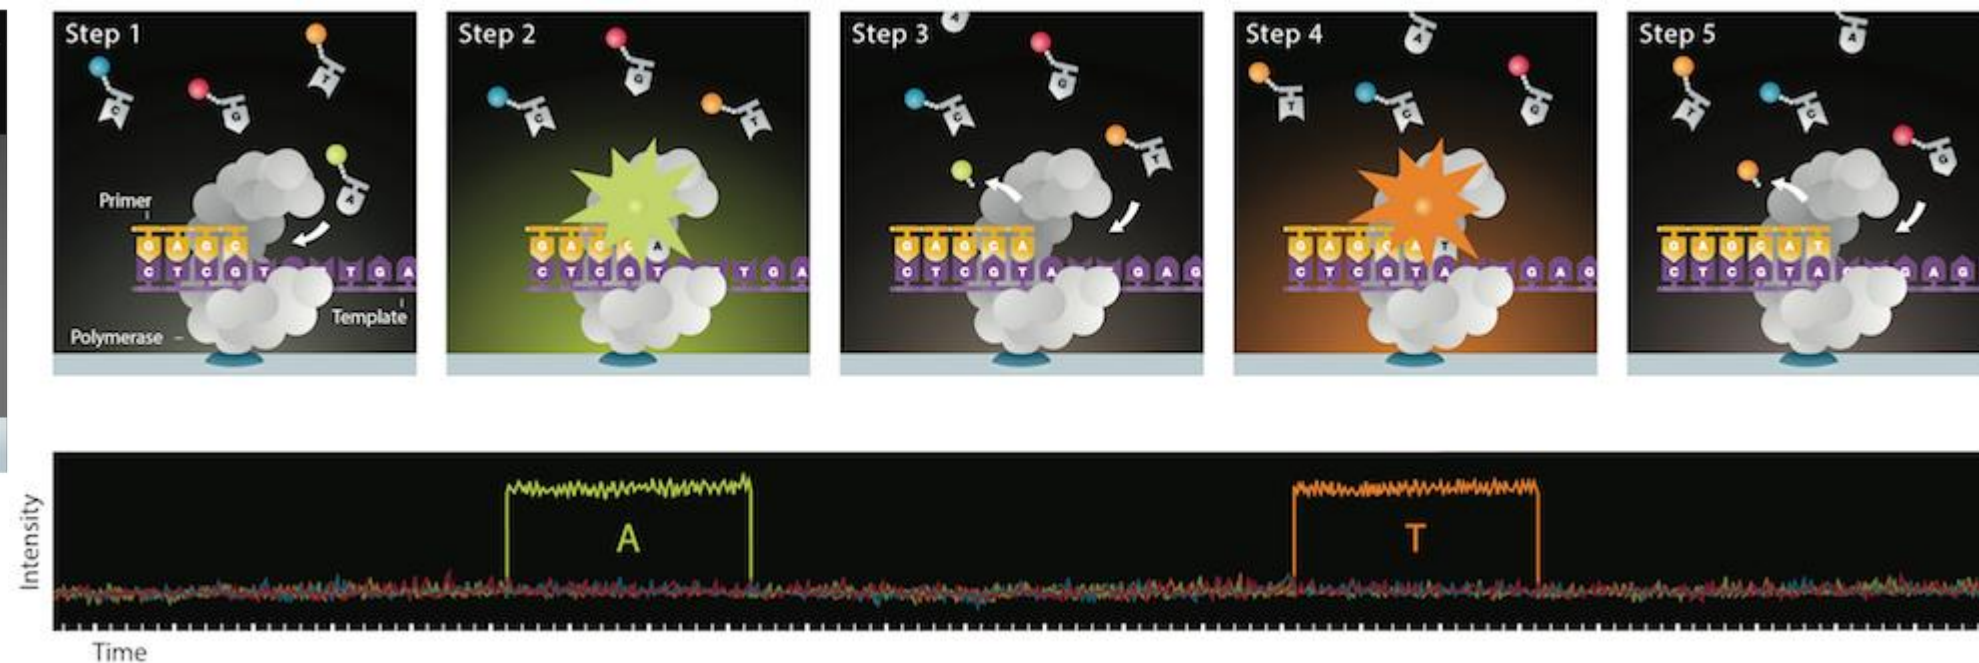 Step 1
C
G
T
A
Primer
G A G C
C T C G T T G A
Template
Polymerase
Step 2
G
C
T
G A G C A
C T C G T T G A
Step 3
A
G
C
T
G A G C A
C T C G T A G A G
Step 4
A
T
C
G
G A G C A T
C T C G T A G A G
Step 5
A
T
C
G
G A G C A T
C T C G T A G A G
Intensity
A
T
Time